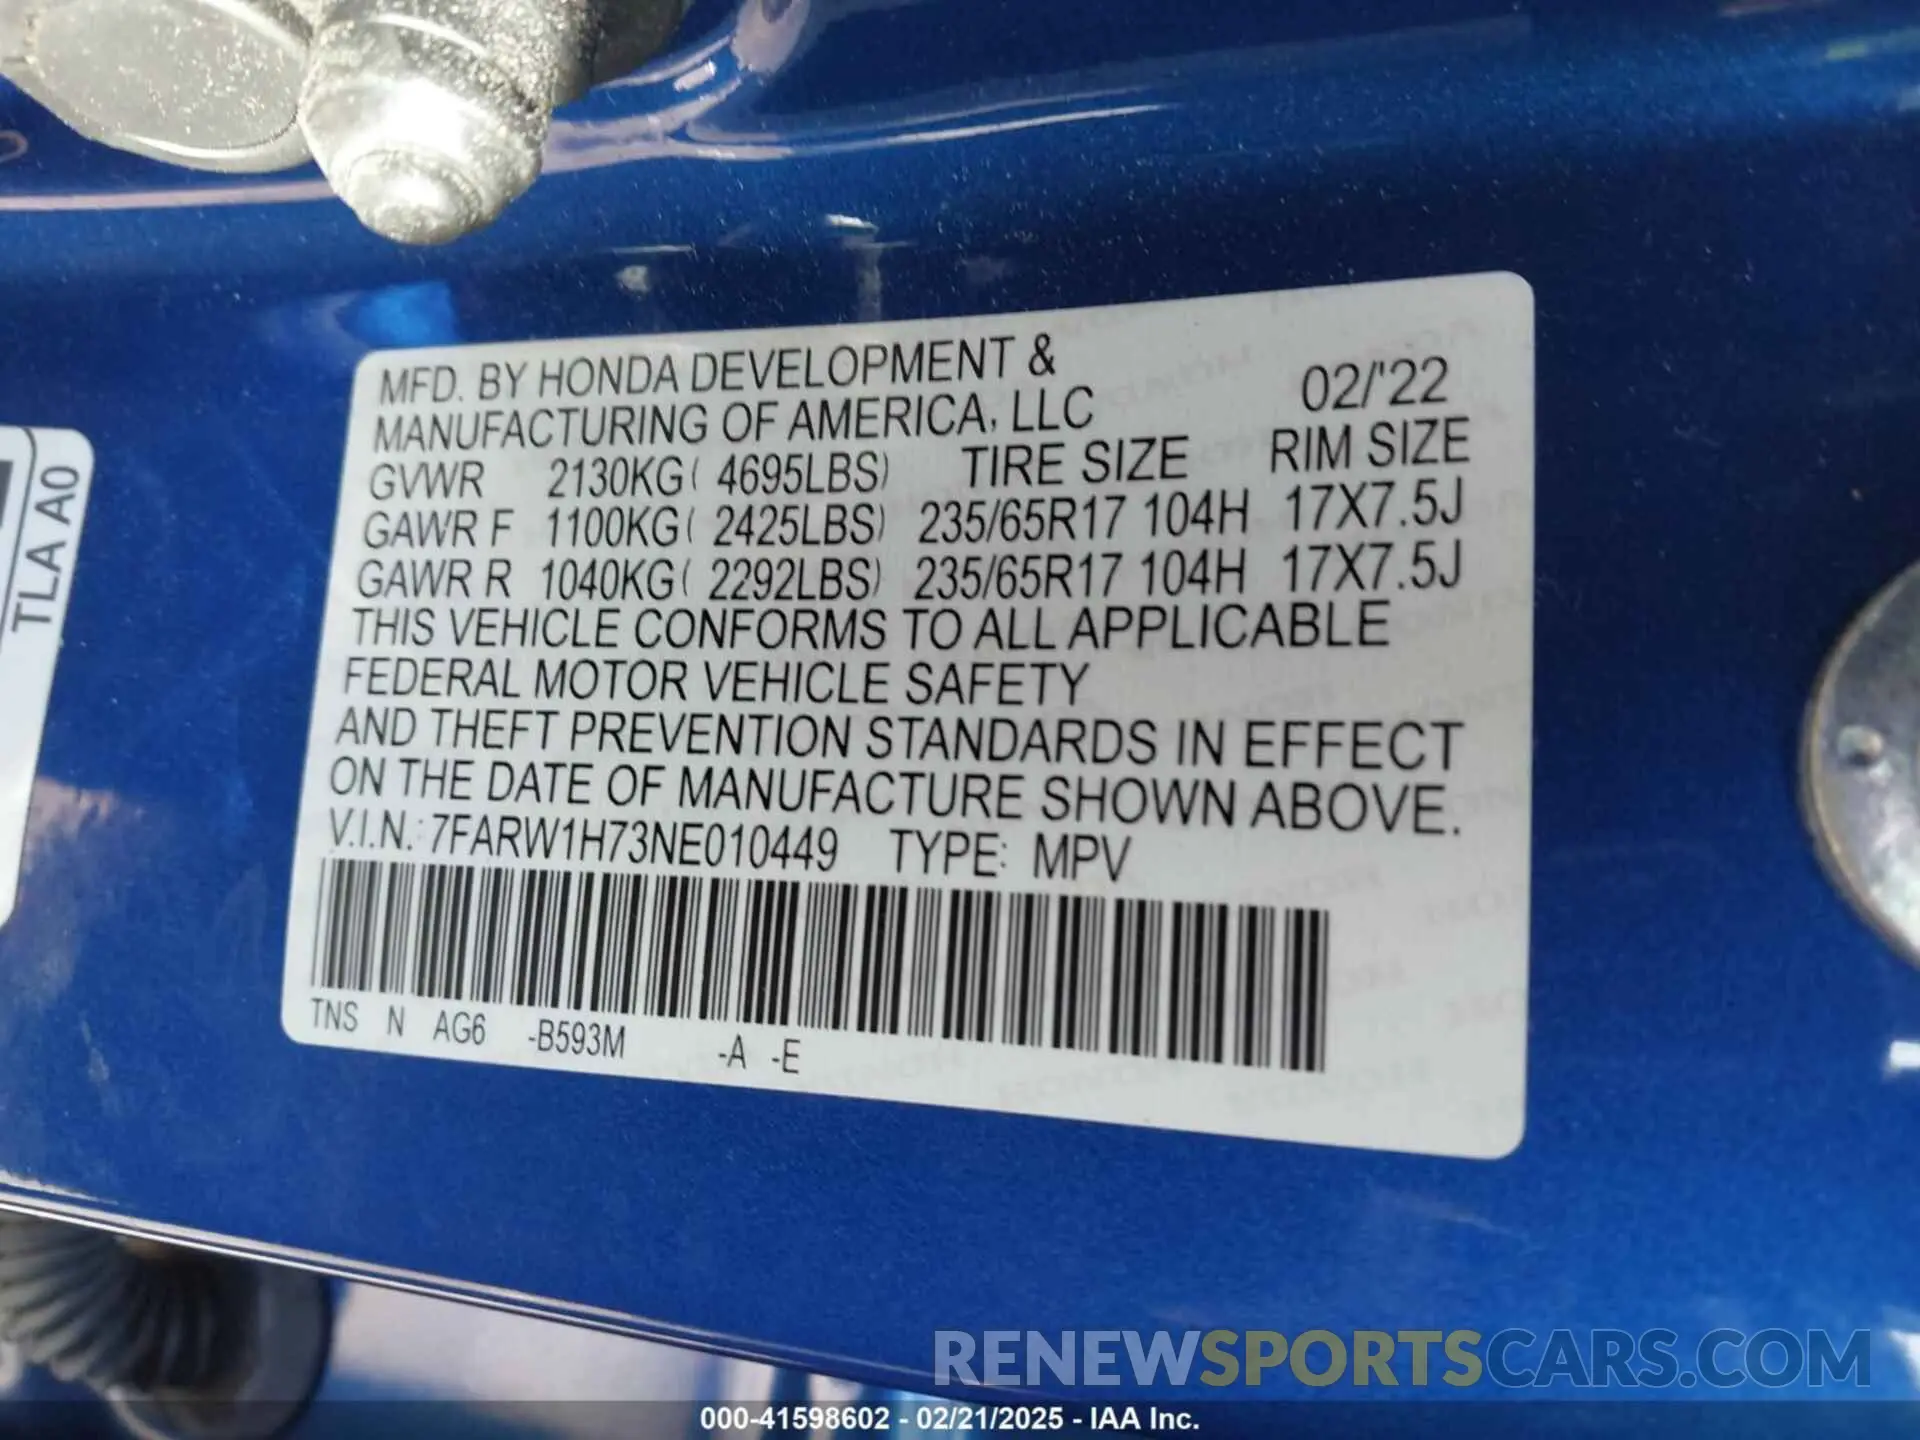 MFD. BY HONDA DEVELOPMENT &
MANUFACTURING OF AMERICA, LLC 02/'22
GVWR 2130KG( 4695LBS) TIRE SIZE RIM SIZE
GAWR F 1100KG( 2425LBS) 235/65R17 104H 17X7.5J
GAWR R 1040KG( 2292LBS) 235/65R17 104H 17X7.5J
THIS VEHICLE CONFORMS TO ALL APPLICABLE
FEDERAL MOTOR VEHICLE SAFETY
AND THEFT PREVENTION STANDARDS IN EFFECT
ON THE DATE OF MANUFACTURE SHOWN ABOVE.
V.I.N.: 7FARW1H73NE010449 TYPE: MPV
TNS N AG6 -B593M -A -E
TLA A0
RENEWSPORTSCARS.COM
000-41598602 - 02/21/2025 - IAA Inc.